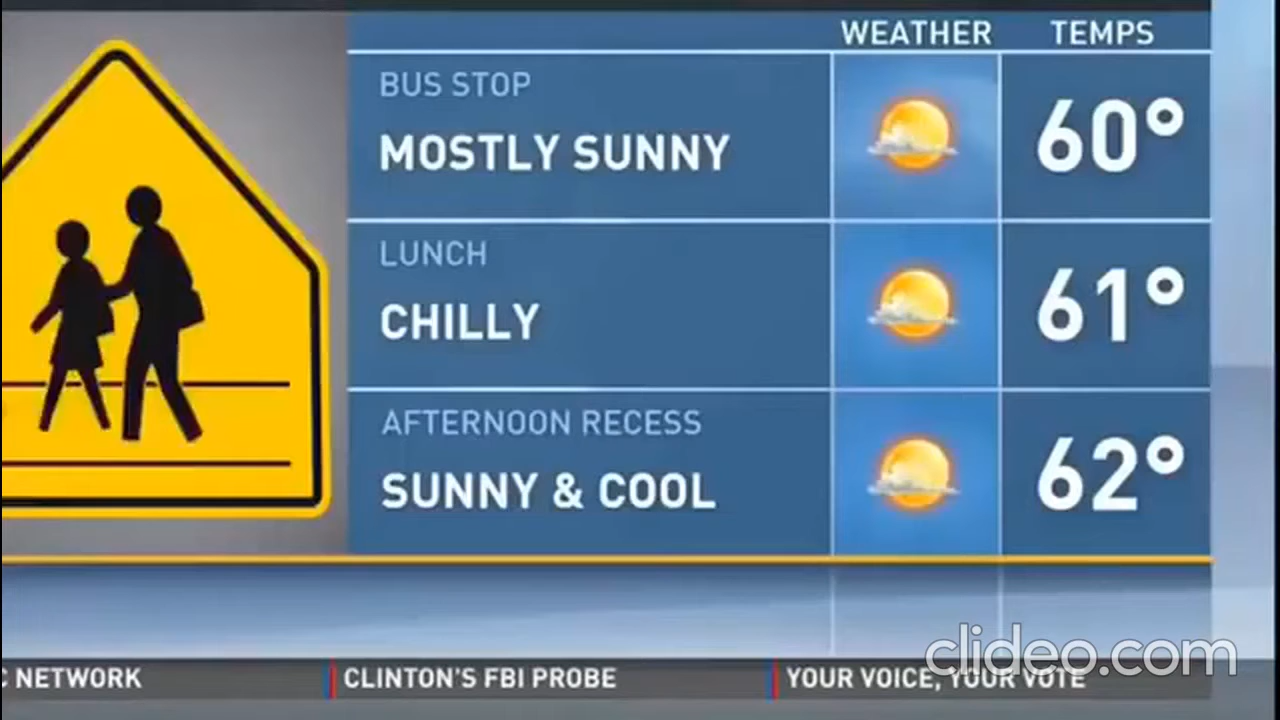 WEATHER TEMPS
BUS STOP
MOSTLY SUNNY 60°
LUNCH
CHILLY 61°
AFTERNOON RECESS
SUNNY & COOL 62°
C NETWORK CLINTON'S FBI PROBE YOUR VOICE, YOUR VOTE
clideo.com